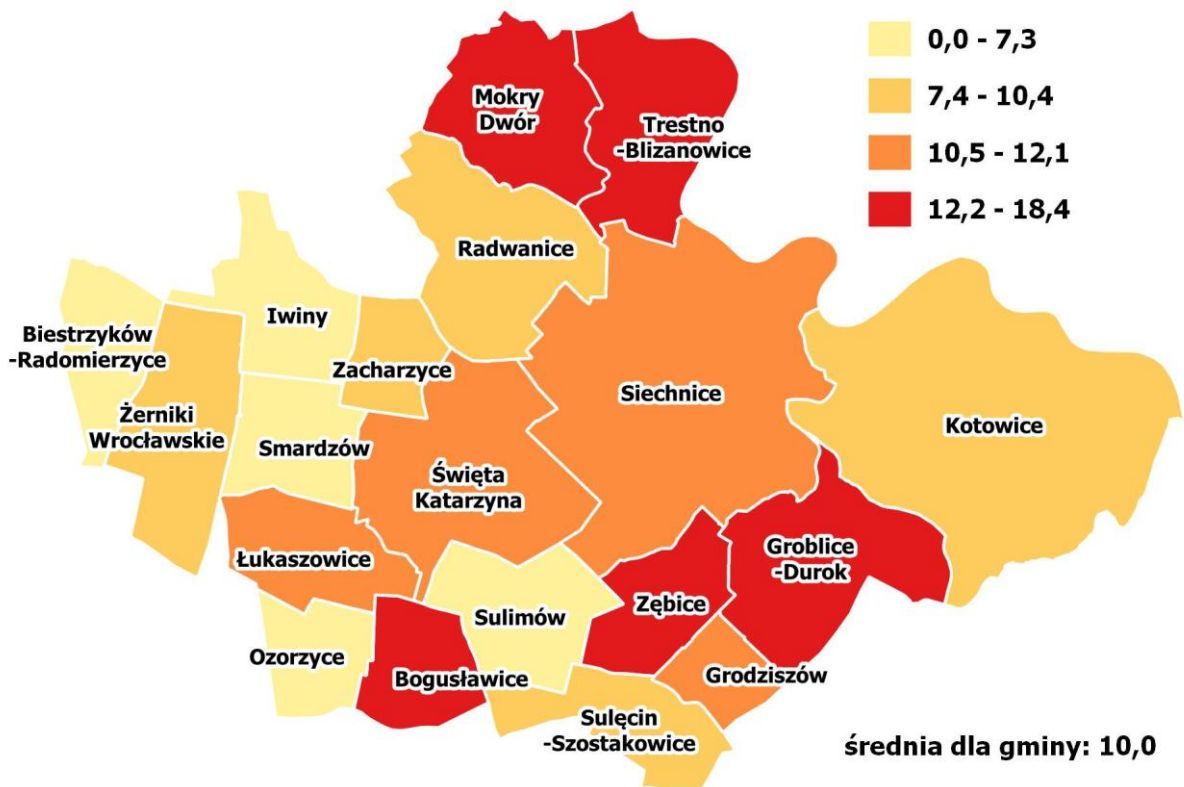 0,0 - 7,3
7,4 - 10,4
10,5 - 12,1
12,2 - 18,4
Mokry
Dwór
Trestno
-Blizanowice
Radwanice
Iwiny
Biestrzyków
-Radomierzyce
Zacharzyce
Siechnice
Żerniki
Wrocławskie
Kotowice
Smardzów
Święta
Katarzyna
Łukaszowice
Groblice
-Durok
Zębice
Sulimów
Ozorzyce
Bogusławice
Grodziszów
Sulęcin
-Szostakowice
średnia dla gminy: 10,0